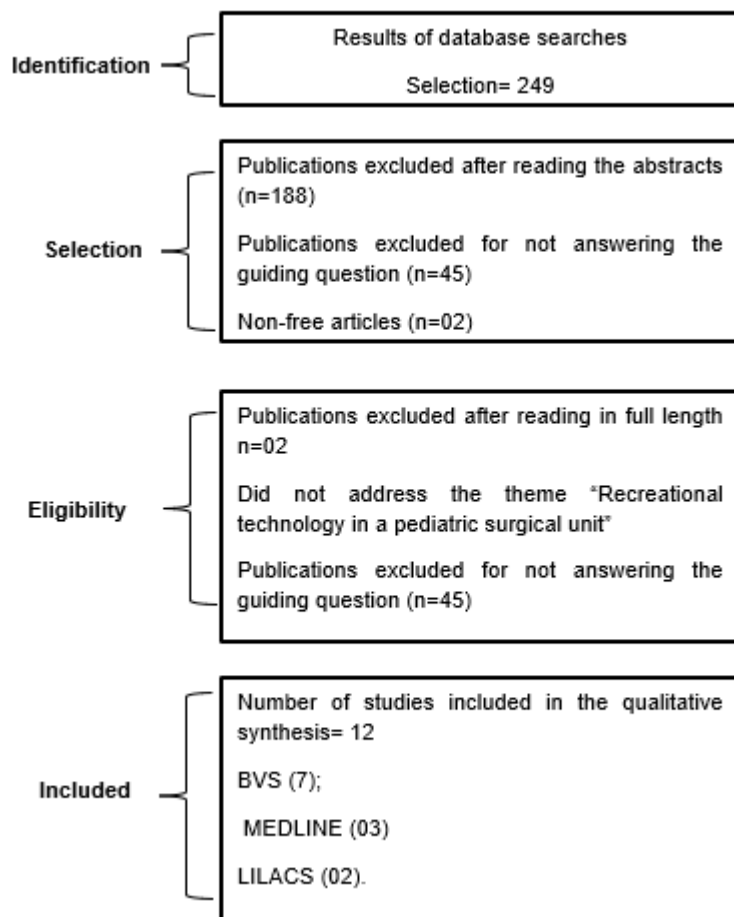 Identification
Results of database searches
Selection= 249
Selection
Publications excluded after reading the abstracts
(n=188)
Publications excluded for not answering the
guiding question (n=45)
Non-free articles (n=02)
Eligibility
Publications excluded after reading in full length
n=02
Did not address the theme “Recreational
technology in a pediatric surgical unit”
Publications excluded for not answering the
guiding question (n=45)
Included
Number of studies included in the qualitative
synthesis= 12
BVS (7);
MEDLINE (03)
LILACS (02).